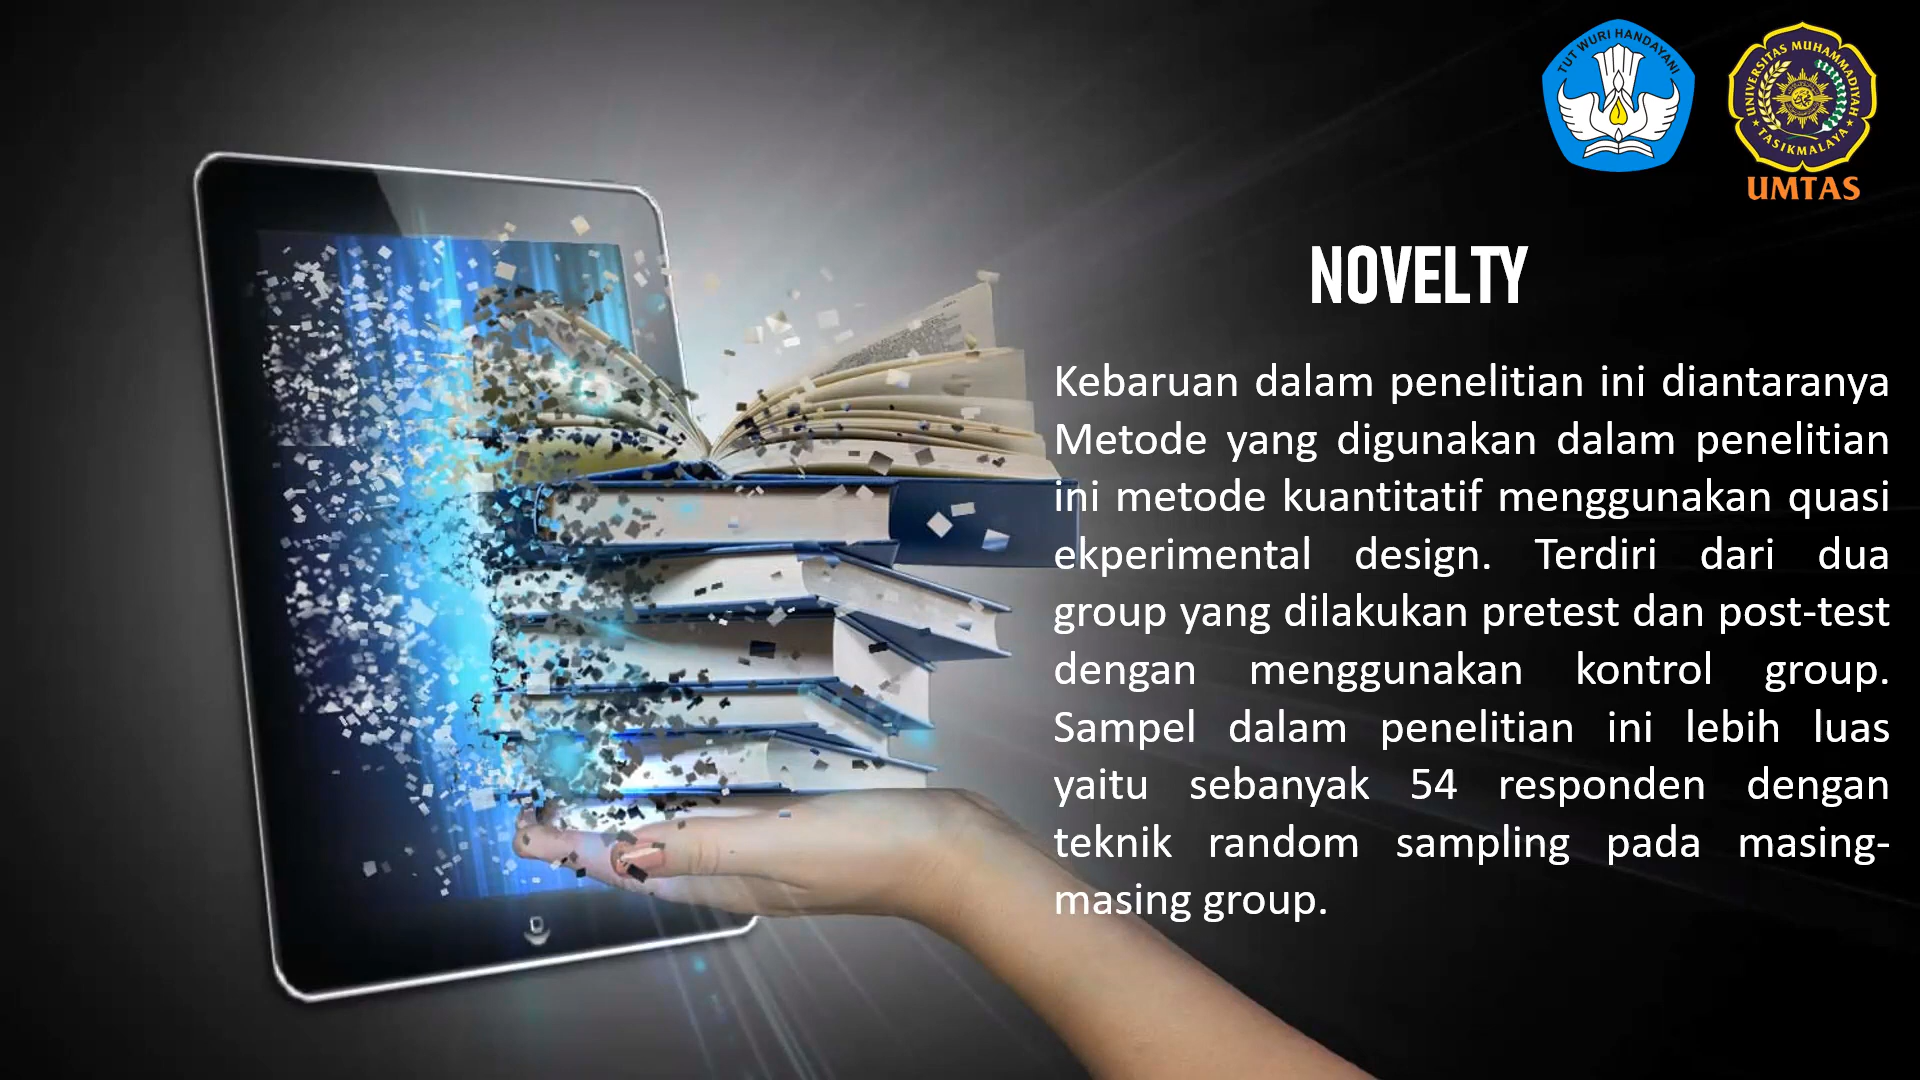 TUT WURI HANDAYANI
UNIVERSITAS MUHAMMADIYAH
TASIKMALAYA
UMTAS
NOVELTY
Kebaruan dalam penelitian ini diantaranya
Metode yang digunakan dalam penelitian
ini metode kuantitatif menggunakan quasi
ekperimental design. Terdiri dari dua
group yang dilakukan pretest dan post-test
dengan menggunakan kontrol group.
Sampel dalam penelitian ini lebih luas
yaitu sebanyak 54 responden dengan
teknik random sampling pada masing-
masing group.